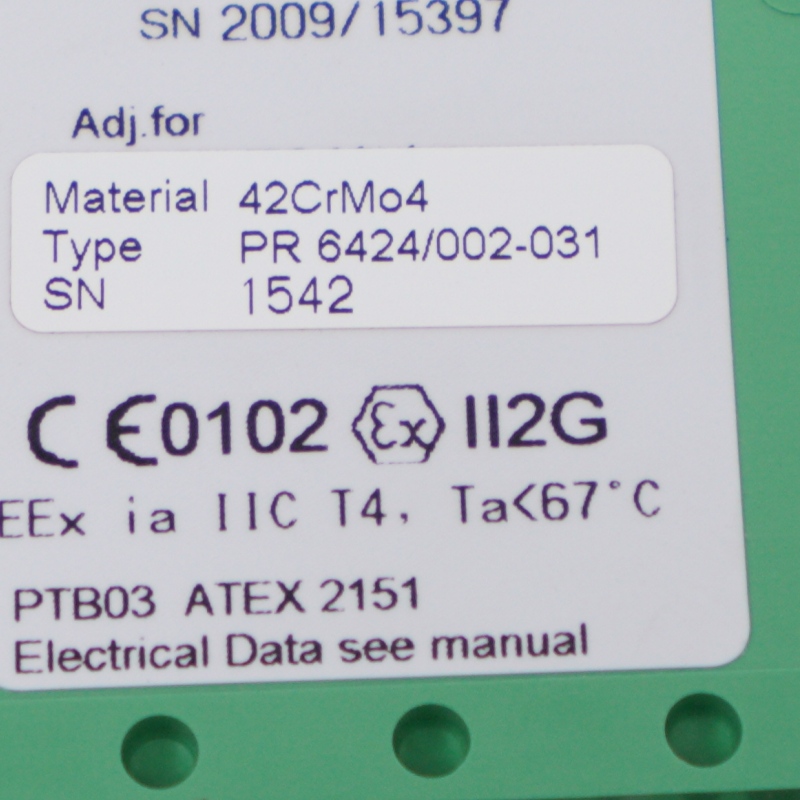 SN 2009/15397
Adj.for
Material 42CrMo4
Type PR 6424/002-031
SN 1542
CE0102 Ex II2G
EEx ia IIC T4, Ta<67°C
PTB03 ATEX 2151
Electrical Data see manual